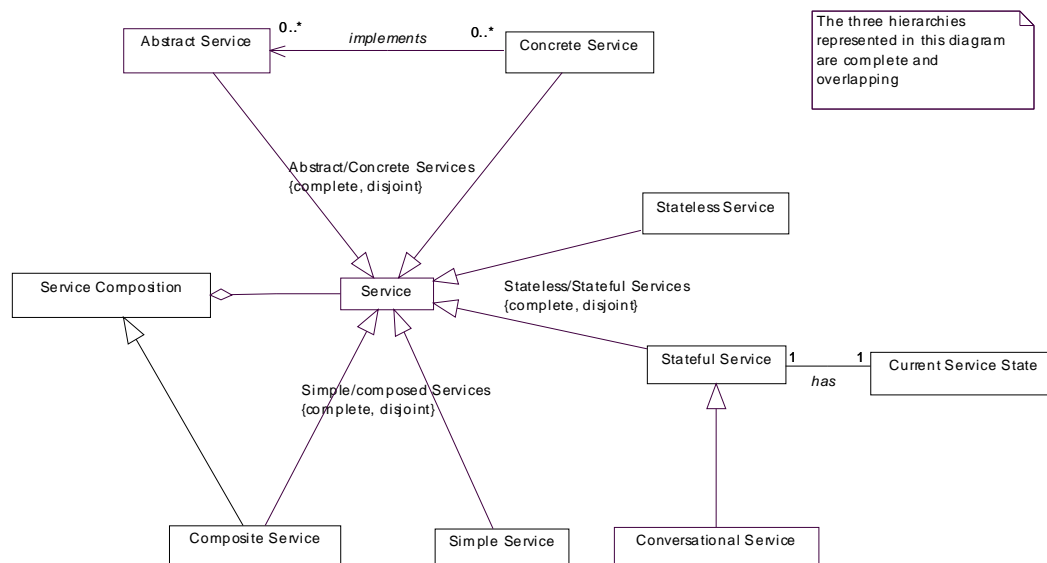 0..*
implements
0..*
Abstract Service
Concrete Service
The three hierarchies
represented in this diagram
are complete and
overlapping
Abstract/Concrete Services
{complete, disjoint}
Stateless Service
Service Composition
Service
Stateless/Stateful Services
{complete, disjoint}
Stateful Service
1
1
has
Current Service State
Simple/composed Services
{complete, disjoint}
Composite Service
Simple Service
Conversational Service